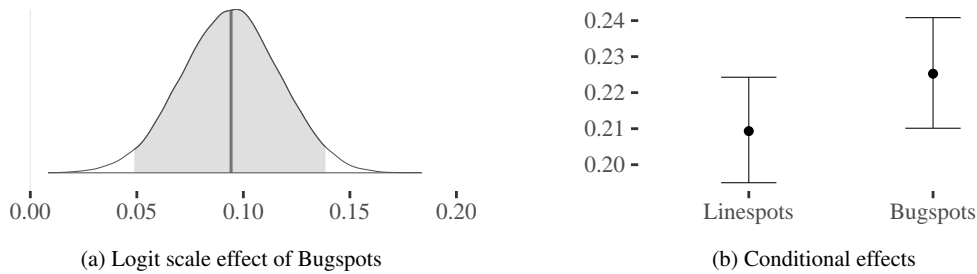 0.24
0.23
0.22
0.21
0.20
0.00 0.05 0.10 0.15 0.20
Linespots Bugspots
(a) Logit scale effect of Bugspots
(b) Conditional effects